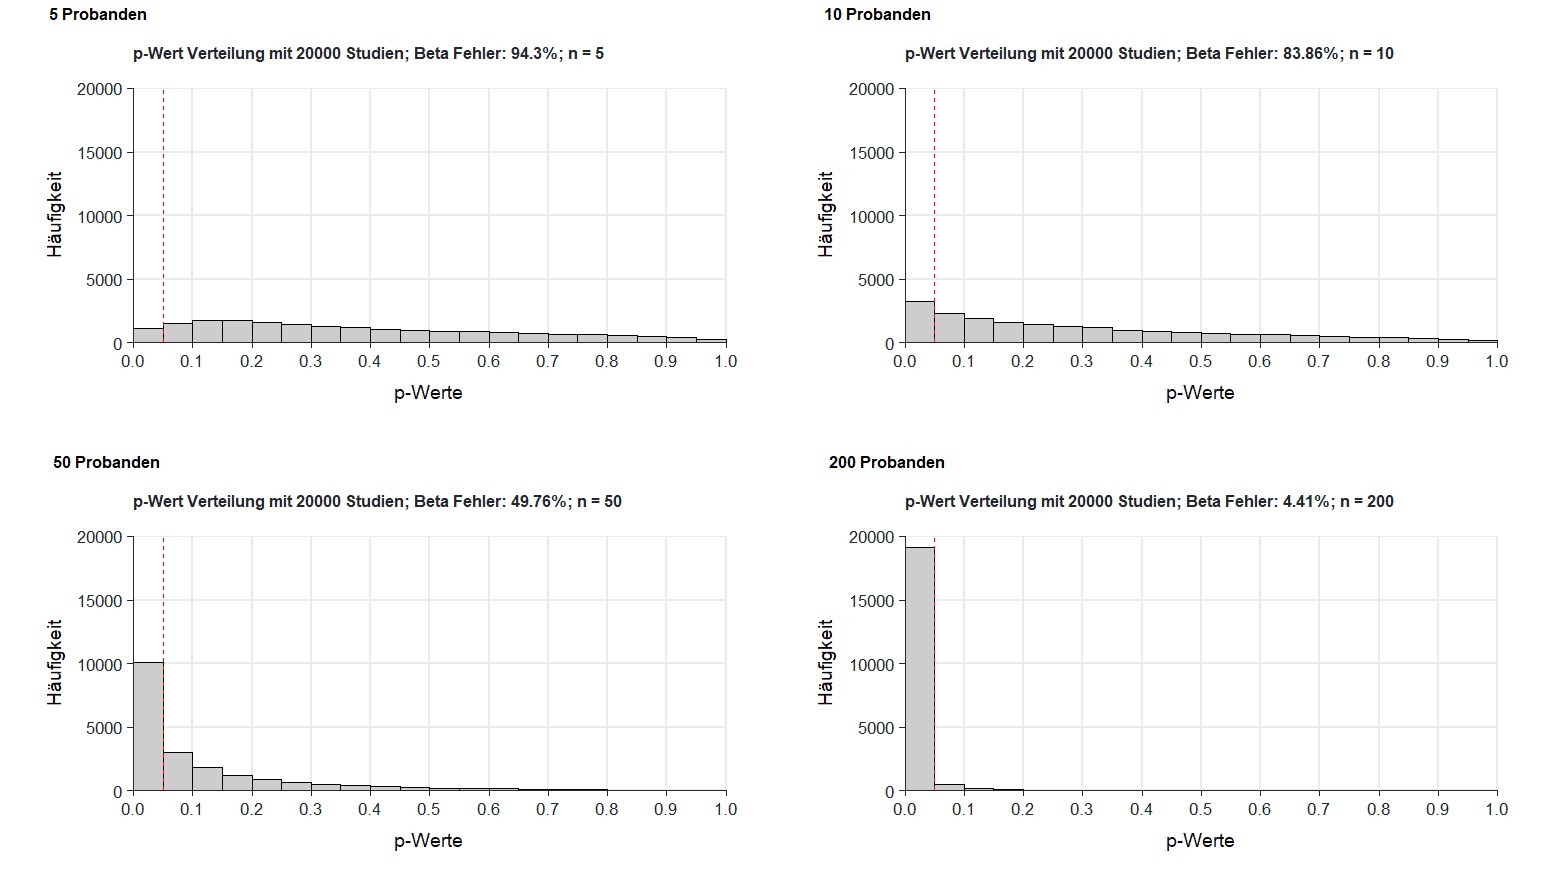 5 Probanden
p-Wert Verteilung mit 20000 Studien; Beta Fehler: 94.3%; n = 5
20000
15000
10000
5000
0
Häufigkeit
0.0 0.1 0.2 0.3 0.4 0.5 0.6 0.7 0.8 0.9 1.0
p-Werte
10 Probanden
p-Wert Verteilung mit 20000 Studien; Beta Fehler: 83.86%; n = 10
20000
15000
10000
5000
0
Häufigkeit
0.0 0.1 0.2 0.3 0.4 0.5 0.6 0.7 0.8 0.9 1.0
p-Werte
50 Probanden
p-Wert Verteilung mit 20000 Studien; Beta Fehler: 49.76%; n = 50
20000
15000
10000
5000
0
Häufigkeit
0.0 0.1 0.2 0.3 0.4 0.5 0.6 0.7 0.8 0.9 1.0
p-Werte
200 Probanden
p-Wert Verteilung mit 20000 Studien; Beta Fehler: 4.41%; n = 200
20000
15000
10000
5000
0
Häufigkeit
0.0 0.1 0.2 0.3 0.4 0.5 0.6 0.7 0.8 0.9 1.0
p-Werte